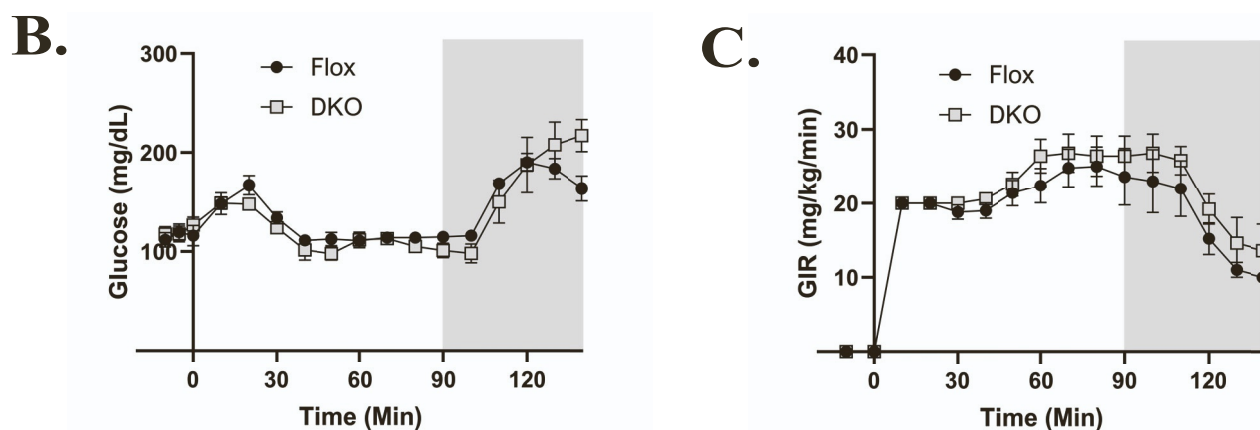 B.
Glucose (mg/dL)
300
200
100
Flox
DKO
0 30 60 90 120
Time (Min)
C.
GIR (mg/kg/min)
40
30
20
10
Flox
DKO
0 30 60 90 120
Time (Min)